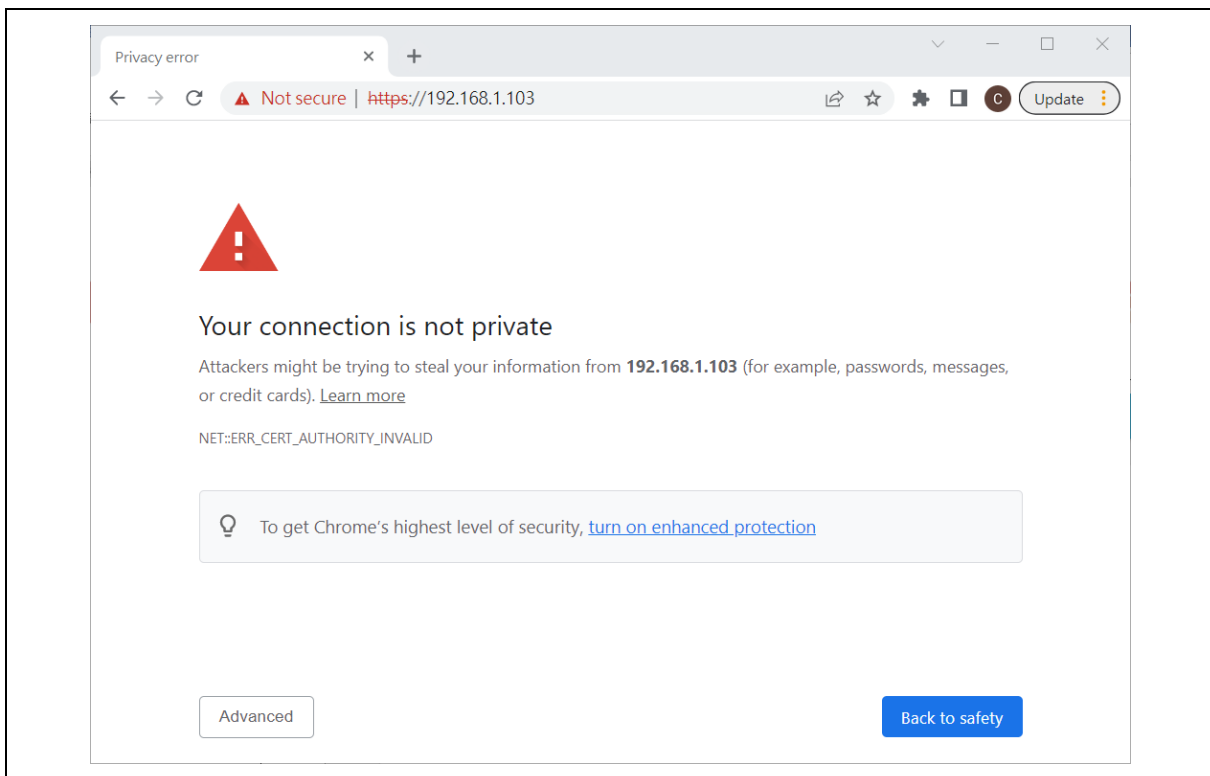 Privacy error
Not secure | https://192.168.1.103
C
Update
Your connection is not private
Attackers might be trying to steal your information from 192.168.1.103 (for example, passwords, messages,
or credit cards). Learn more
NET::ERR_CERT_AUTHORITY_INVALID
To get Chrome's highest level of security, turn on enhanced protection
Advanced
Back to safety